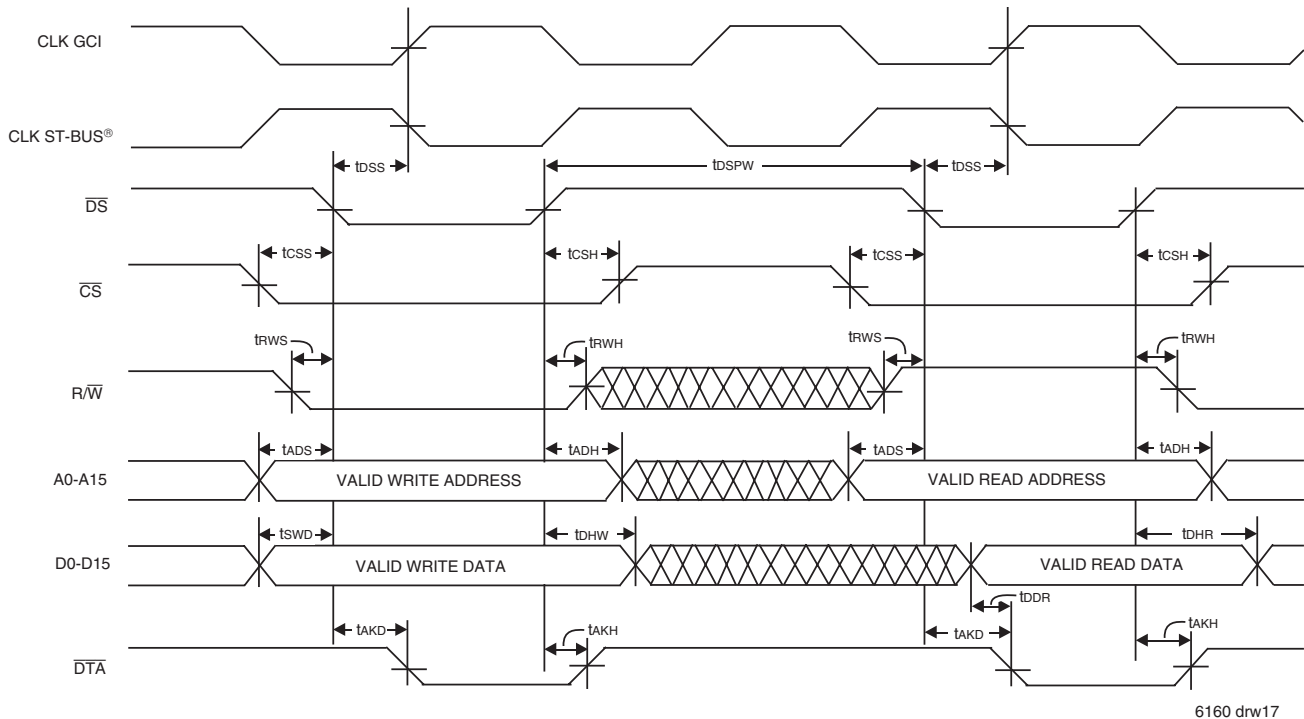 CLK GCI
CLK ST-BUS®
tDSS
tDSPW
tDSS
DS
tCSS
tCSH
tCSS
tCSH
CS
tRWS
tRWH
tRWS
tRWH
R/W
tADS
tADH
tADS
tADH
A0-A15
VALID WRITE ADDRESS
VALID READ ADDRESS
tSWD
tDHW
tDHR
D0-D15
VALID WRITE DATA
VALID READ DATA
tDDR
tAKD
tAKH
tAKD
tAKH
DTA
6160 drw17